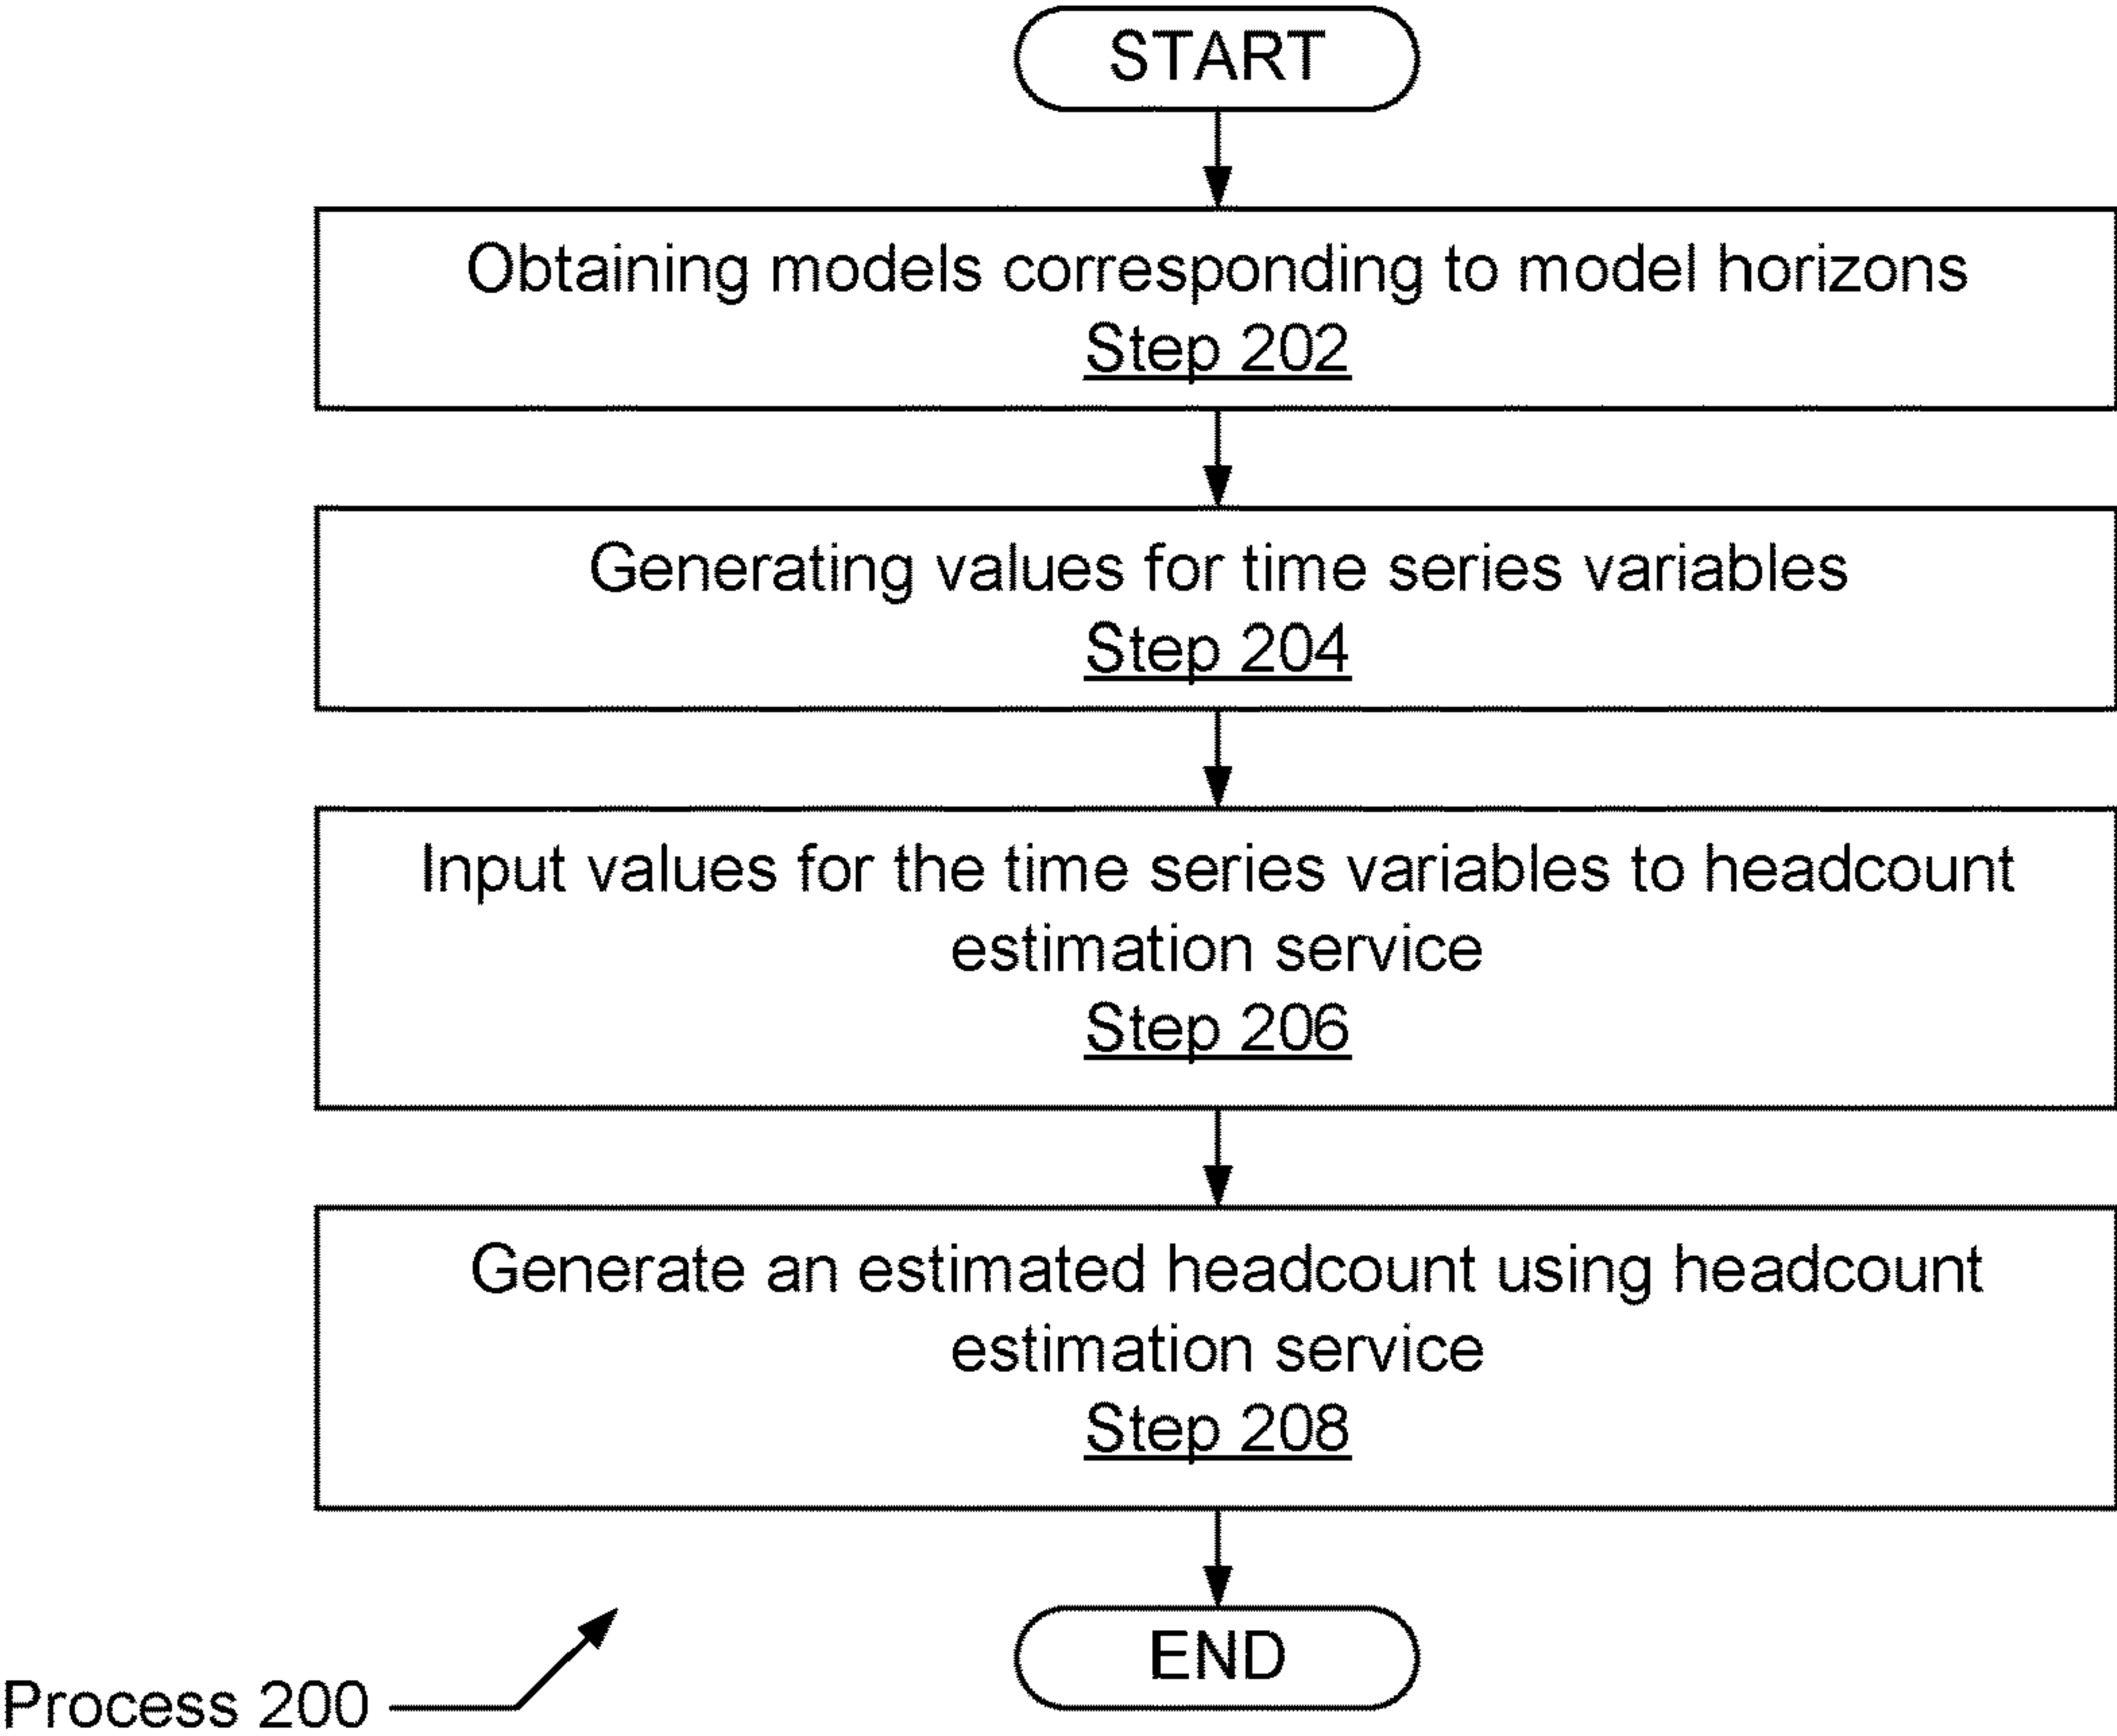 START
Obtaining models corresponding to model horizons
Step 202
Generating values for time series variables
Step 204
Input values for the time series variables to headcount
estimation service
Step 206
Generate an estimated headcount using headcount
estimation service
Step 208
END
Process 200